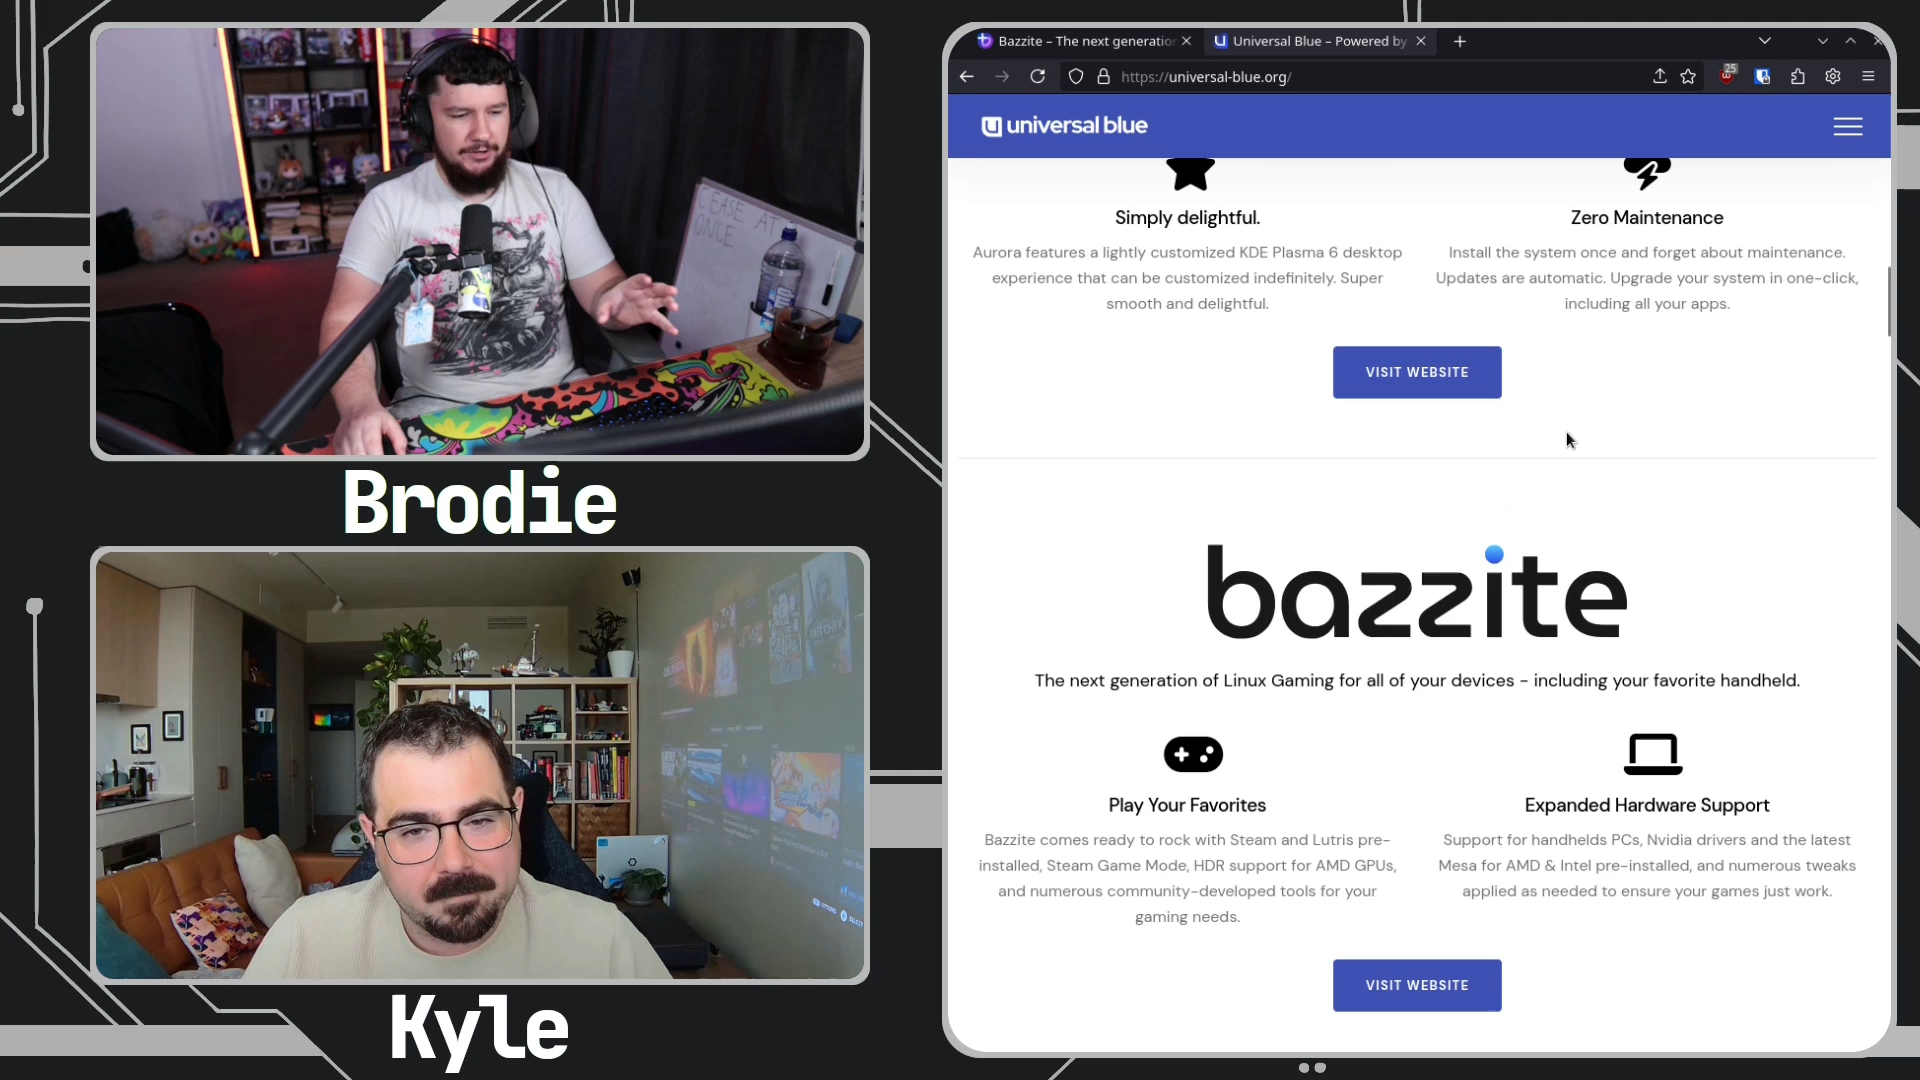 CEASE AT
ONCE
Brodie
Kyle
Bazzite – The next generation
Universal Blue – Powered by
https://universal-blue.org/
25
universal blue
Simply delightful.
Aurora features a lightly customized KDE Plasma 6 desktop
experience that can be customized indefinitely. Super
smooth and delightful.
Zero Maintenance
Install the system once and forget about maintenance.
Updates are automatic. Upgrade your system in one-click,
including all your apps.
VISIT WEBSITE
bazzite
The next generation of Linux Gaming for all of your devices - including your favorite handheld.
Play Your Favorites
Bazzite comes ready to rock with Steam and Lutris pre-
installed, Steam Game Mode, HDR support for AMD GPUs,
and numerous community-developed tools for your
gaming needs.
Expanded Hardware Support
Support for handhelds PCs, Nvidia drivers and the latest
Mesa for AMD & Intel pre-installed, and numerous tweaks
applied as needed to ensure your games just work.
VISIT WEBSITE